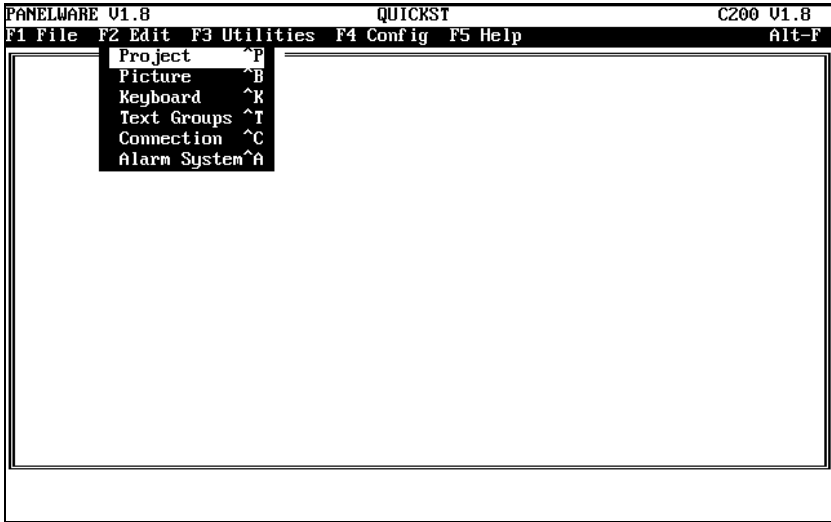 PANELWARE V1.8 QUICKST C200 V1.8
F1 File F2 Edit F3 Utilities F4 Config F5 Help Alt-F
Project ^P
Picture ^B
Keyboard ^K
Text Groups ^T
Connection ^C
Alarm System^A